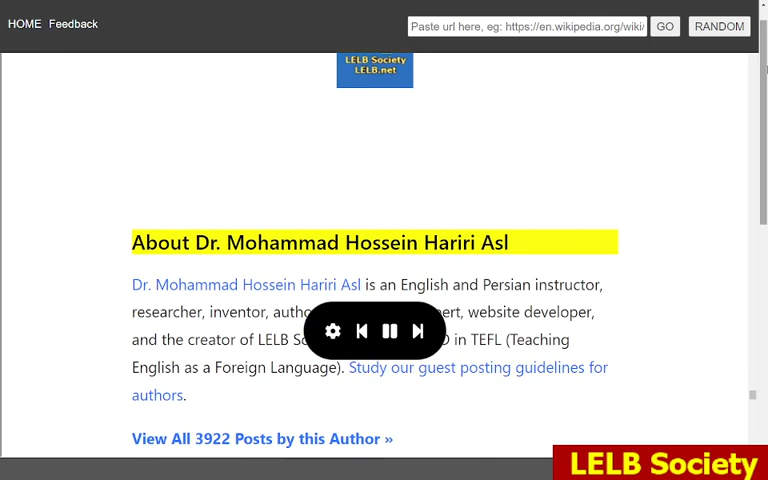 HOME Feedback
Paste url here, eg: https://en.wikipedia.org/wiki/
GO
RANDOM
LELB Society
LELB.net
About Dr. Mohammad Hossein Hariri Asl
Dr. Mohammad Hossein Hariri Asl is an English and Persian instructor,
researcher, inventor, website developer,
and the creator of LELB in TEFL (Teaching
English as a Foreign Language). Study our guest posting guidelines for
authors.
View All 3922 Posts by this Author »
LELB Society